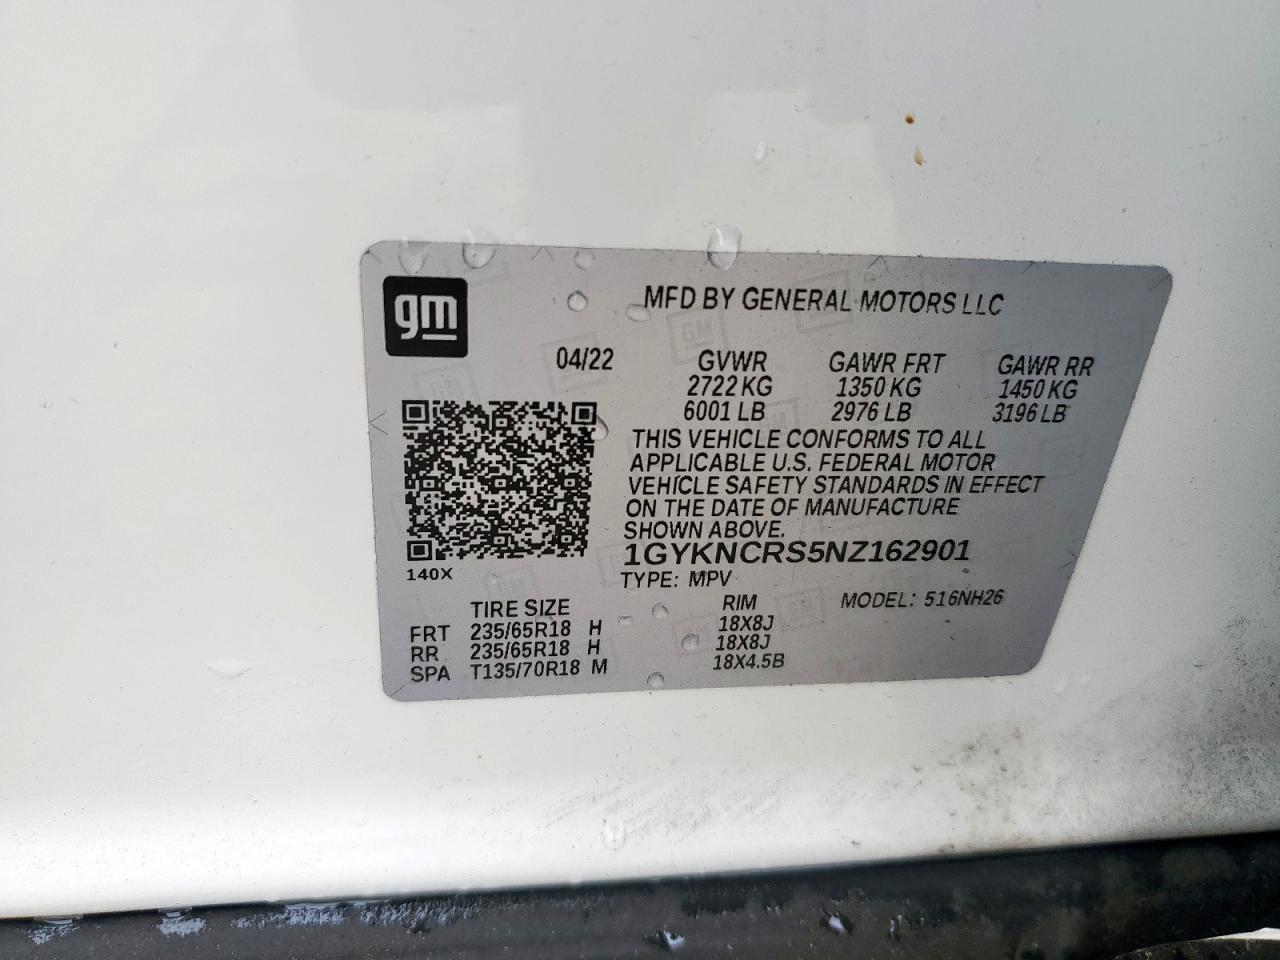 gm
MFD BY GENERAL MOTORS LLC
04/22 GVWR GAWR FRT GAWR RR
2722 KG 1350 KG 1450 KG
6001 LB 2976 LB 3196 LB
THIS VEHICLE CONFORMS TO ALL
APPLICABLE U.S. FEDERAL MOTOR
VEHICLE SAFETY STANDARDS IN EFFECT
ON THE DATE OF MANUFACTURE
SHOWN ABOVE.
1GYKNCRS5NZ162901
140X
TYPE: MPV
TIRE SIZE RIM MODEL: 516NH26
FRT 235/65R18 H 18X8J
RR 235/65R18 H 18X8J
SPA T135/70R18 M 18X4.5B